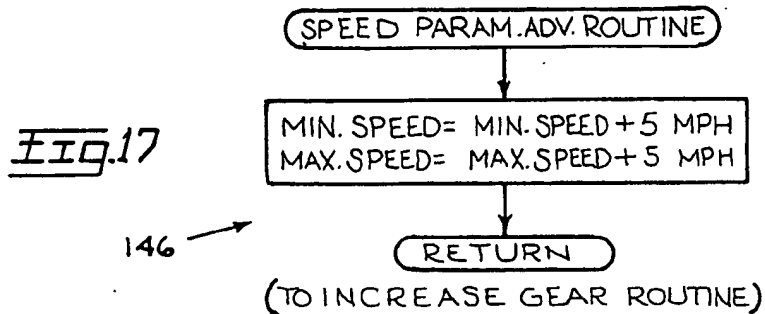 SPEED PARAM. ADV. ROUTINE
MIN. SPEED = MIN. SPEED + 5 MPH
MAX. SPEED = MAX. SPEED + 5 MPH
Fig.17
146
RETURN
(TO INCREASE GEAR ROUTINE)